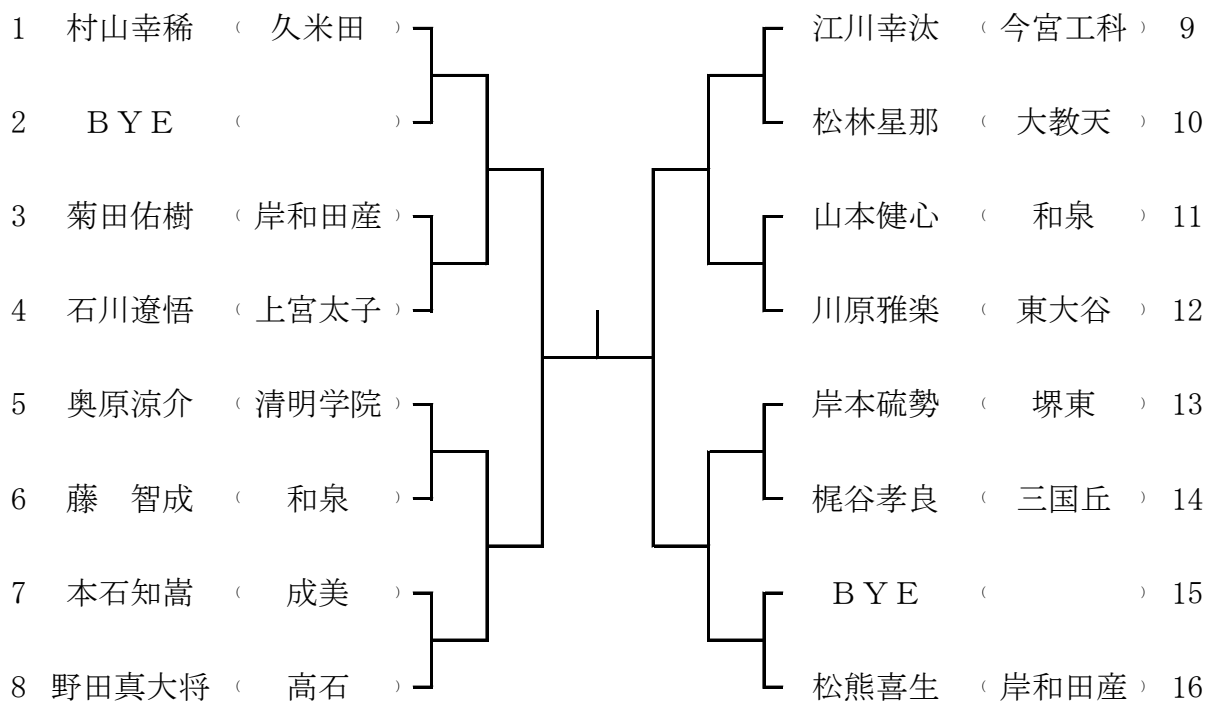 1 村山幸稀 （ 久米田 ）
2 ＢＹＥ （ ）
3 菊田佑樹 （ 岸和田産 ）
4 石川遼悟 （ 上宮太子 ）
5 奥原涼介 （ 清明学院 ）
6 藤　智成 （ 和泉 ）
7 本石知嵩 （ 成美 ）
8 野田真大将 （ 高石 ）
江川幸汰 （ 今宮工科 ） 9
松林星那 （ 大教天 ） 10
山本健心 （ 和泉 ） 11
川原雅楽 （ 東大谷 ） 12
岸本硫勢 （ 堺東 ） 13
梶谷孝良 （ 三国丘 ） 14
ＢＹＥ （ ） 15
松熊喜生 （ 岸和田産 ） 16